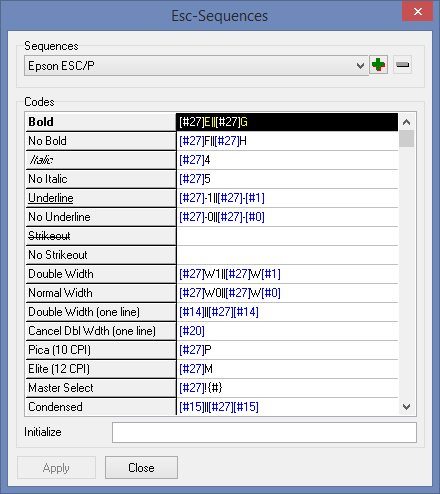 Esc-Sequences
Sequences
Epson ESC/P
Codes
Bold [#27]E||[#27]G
No Bold [#27]F||[#27]H
Italic [#27]4
No Italic [#27]5
Underline [#27]-1||[#27]-[#1]
No Underline [#27]-0||[#27]-[#0]
Strikeout
No Strikeout
Double Width [#27]W1||[#27]W[#1]
Normal Width [#27]W0||[#27]W[#0]
Double Width (one line) [#14]||[#27][#14]
Cancel Dbl Wdth (one line) [#20]
Pica (10 CPI) [#27]P
Elite (12 CPI) [#27]M
Master Select [#27]!{#}
Condensed [#15]||[#27][#15]
Initialize
Apply Close